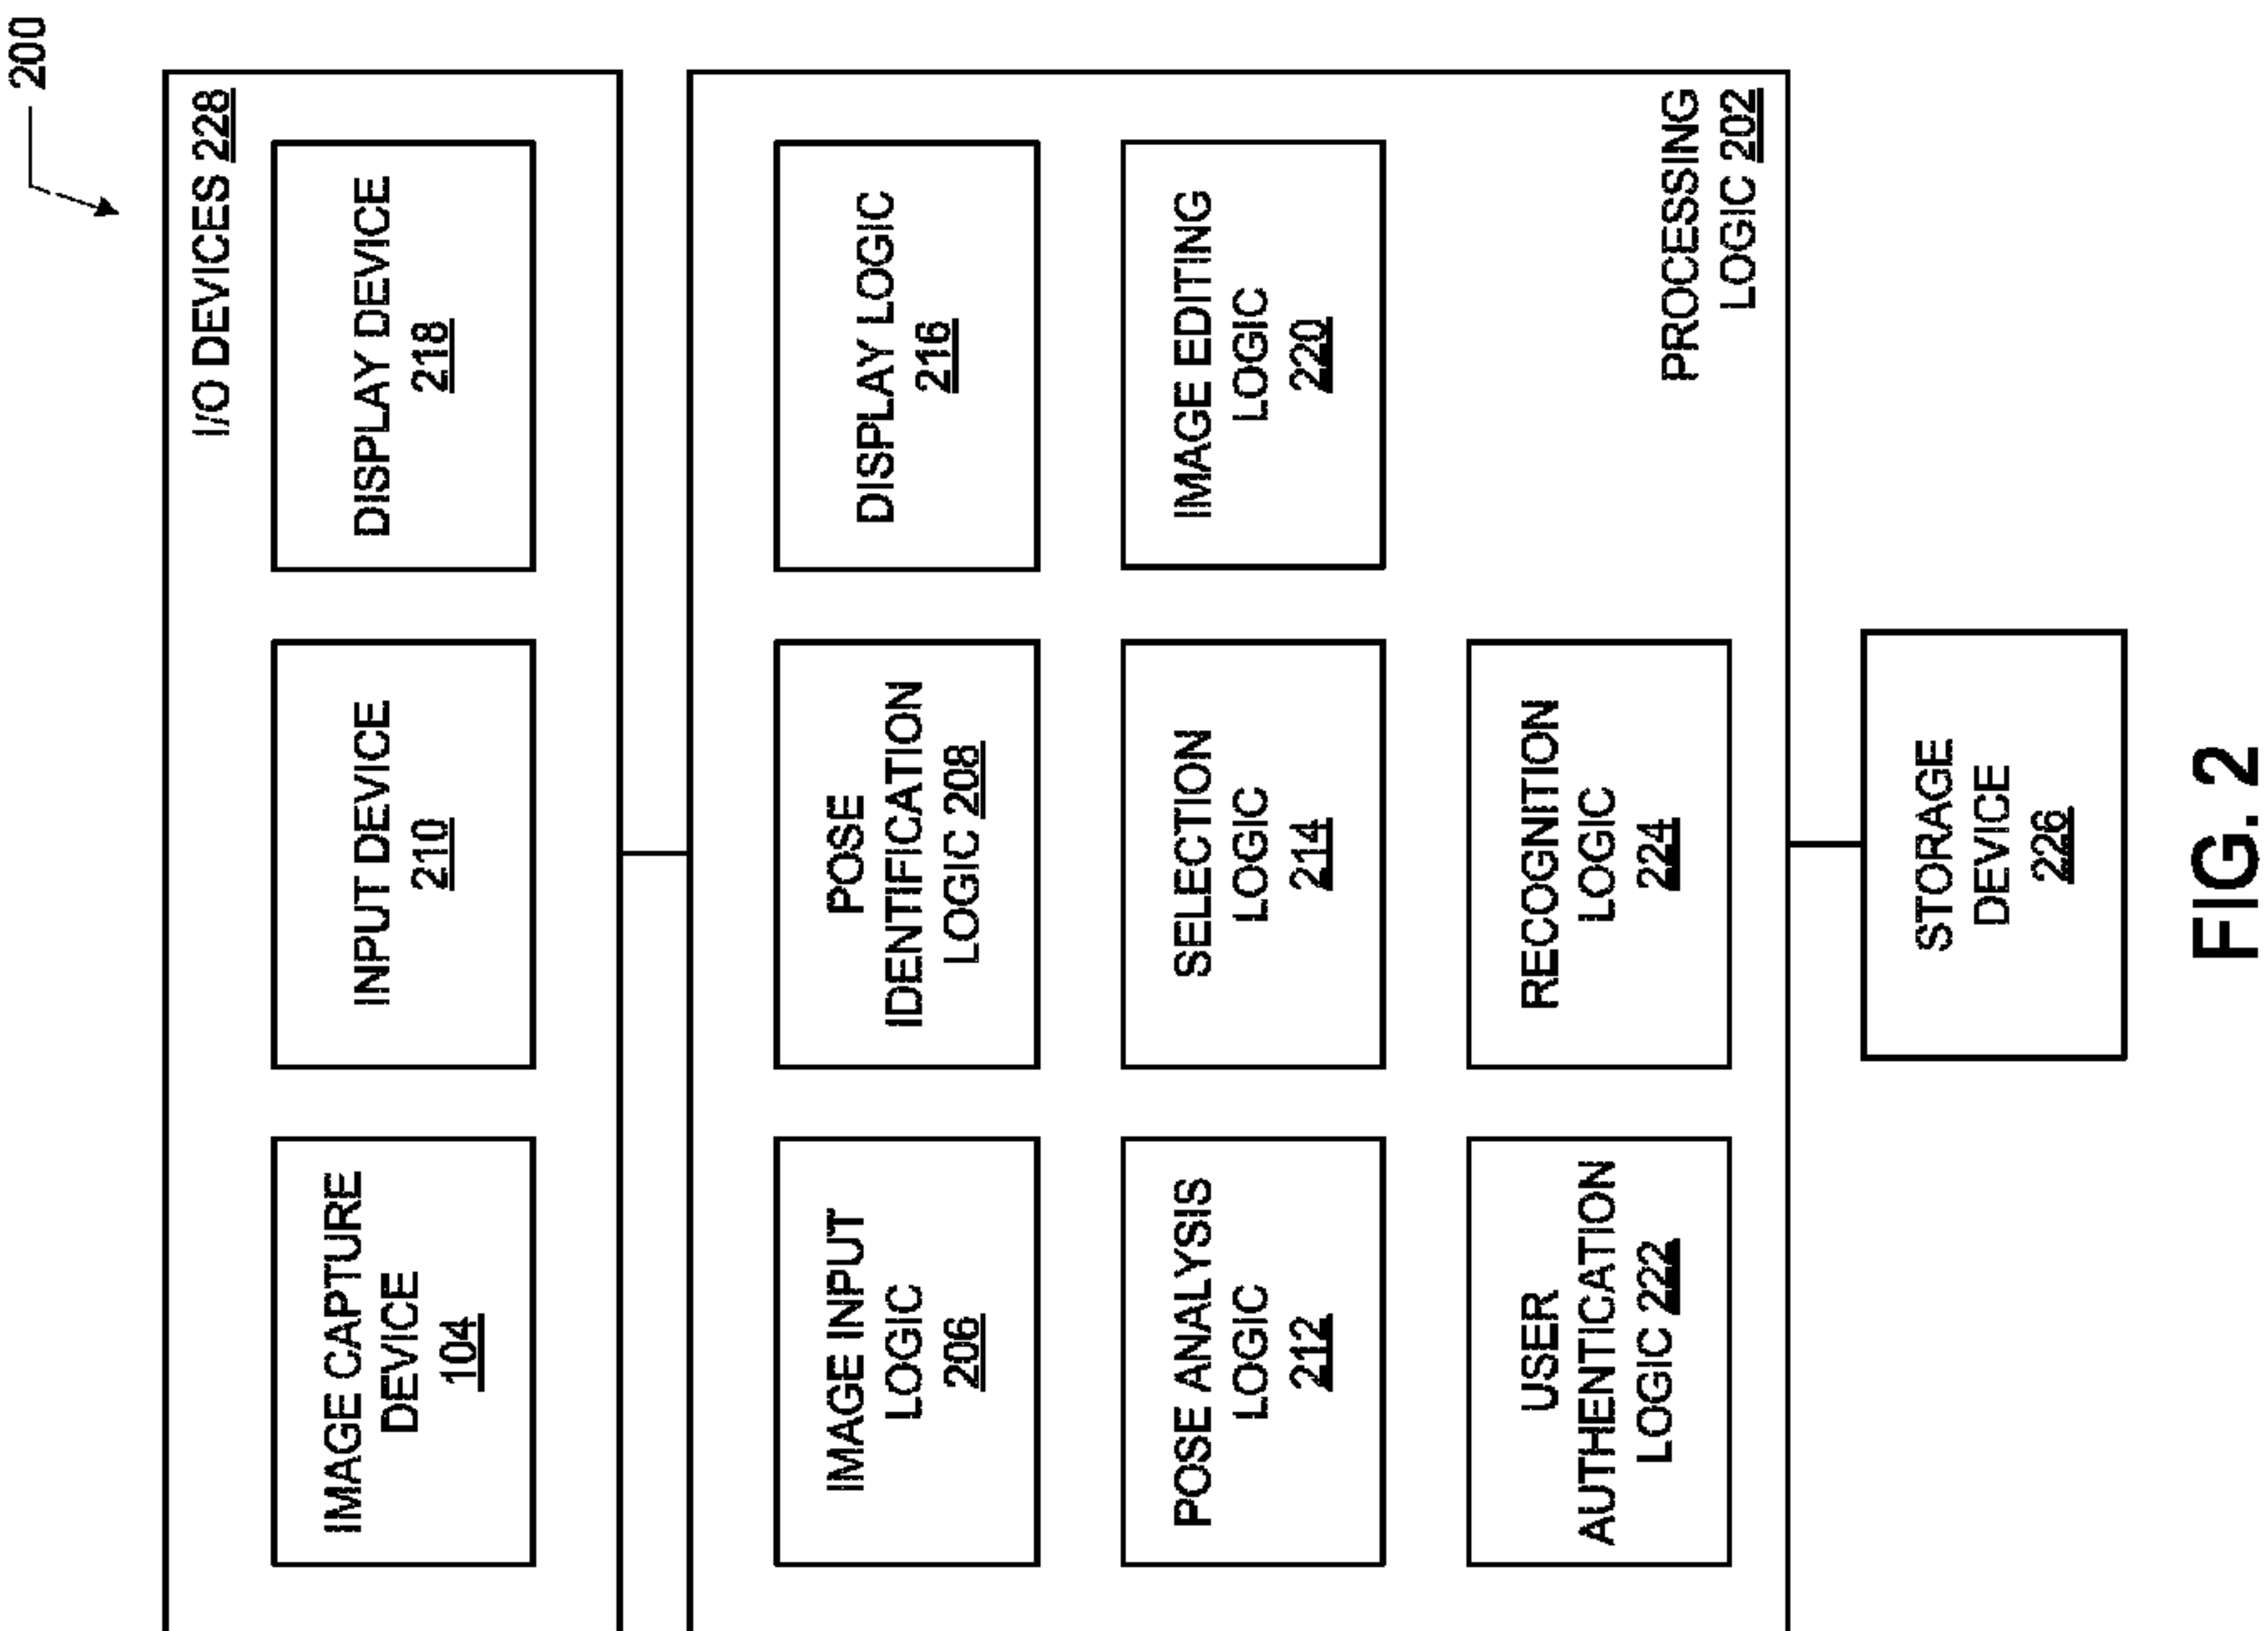 200
I/O DEVICES 228
IMAGE CAPTURE
DEVICE
104
INPUT DEVICE
210
DISPLAY DEVICE
218
IMAGE INPUT
LOGIC
206
POSE
IDENTIFICATION
LOGIC 208
DISPLAY LOGIC
216
POSE ANALYSIS
LOGIC
212
SELECTION
LOGIC
214
IMAGE EDITING
LOGIC
220
USER
AUTHENTICATION
LOGIC 222
RECOGNITION
LOGIC
224
PROCESSING
LOGIC 202
STORAGE
DEVICE
226
FIG. 2